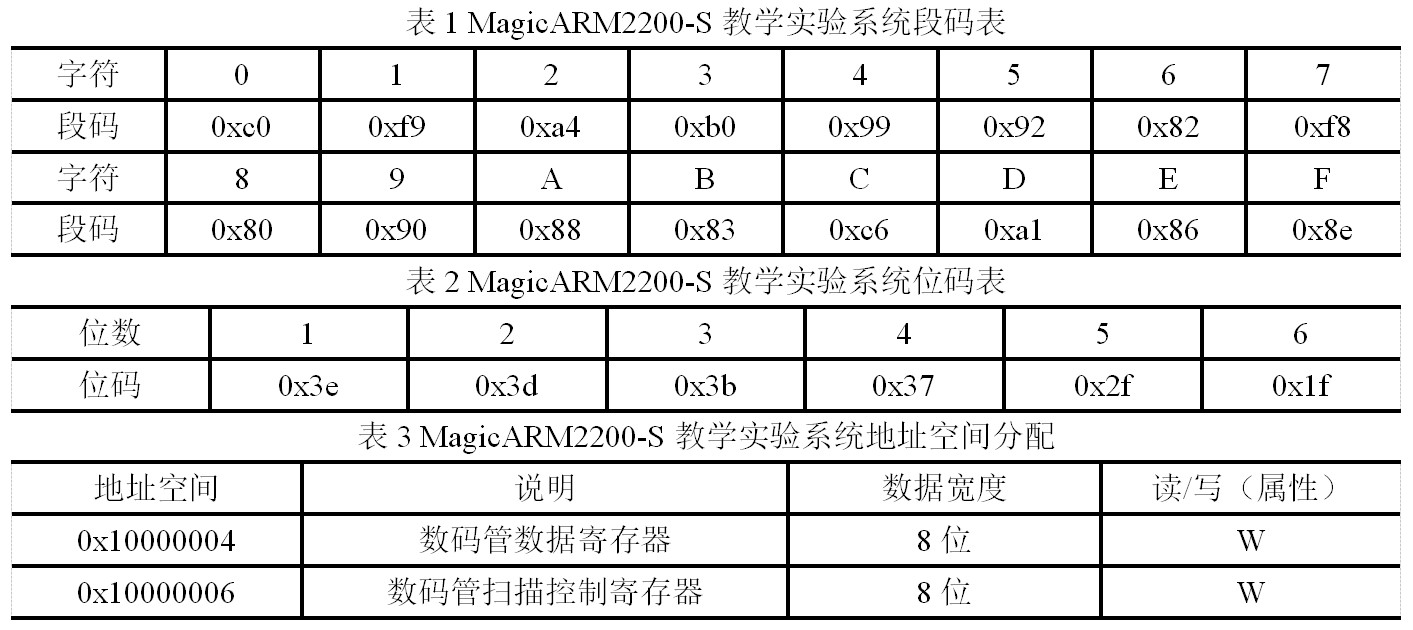 表 1 MagicARM2200-S 教学实验系统段码表
字符 0 1 2 3 4 5 6 7
段码 0xc0 0xf9 0xa4 0xb0 0x99 0x92 0x82 0xf8
字符 8 9 A B C D E F
段码 0x80 0x90 0x88 0x83 0xc6 0xa1 0x86 0x8e
表 2 MagicARM2200-S 教学实验系统位码表
位数 1 2 3 4 5 6
位码 0x3e 0x3d 0x3b 0x37 0x2f 0x1f
表 3 MagicARM2200-S 教学实验系统地址空间分配
地址空间 说明 数据宽度 读/写（属性）
0x10000004 数码管数据寄存器 8 位 W
0x10000006 数码管扫描控制寄存器 8 位 W